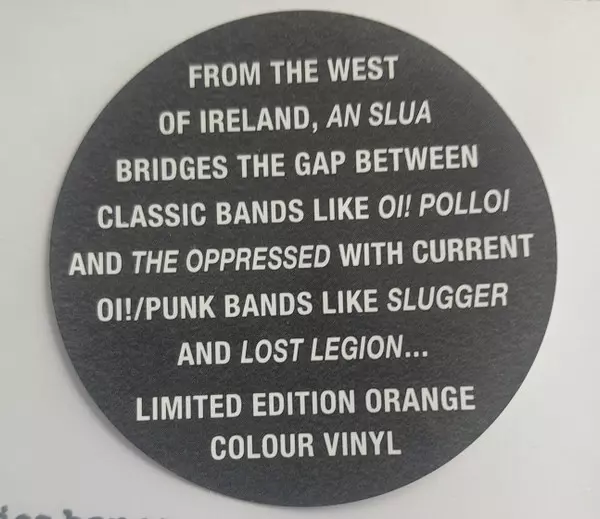 FROM THE WEST
OF IRELAND, AN SLUA
BRIDGES THE GAP BETWEEN
CLASSIC BANDS LIKE OI! POLLOI
AND THE OPPRESSED WITH CURRENT
OI!/PUNK BANDS LIKE SLUGGER
AND LOST LEGION...
LIMITED EDITION ORANGE
COLOUR VINYL